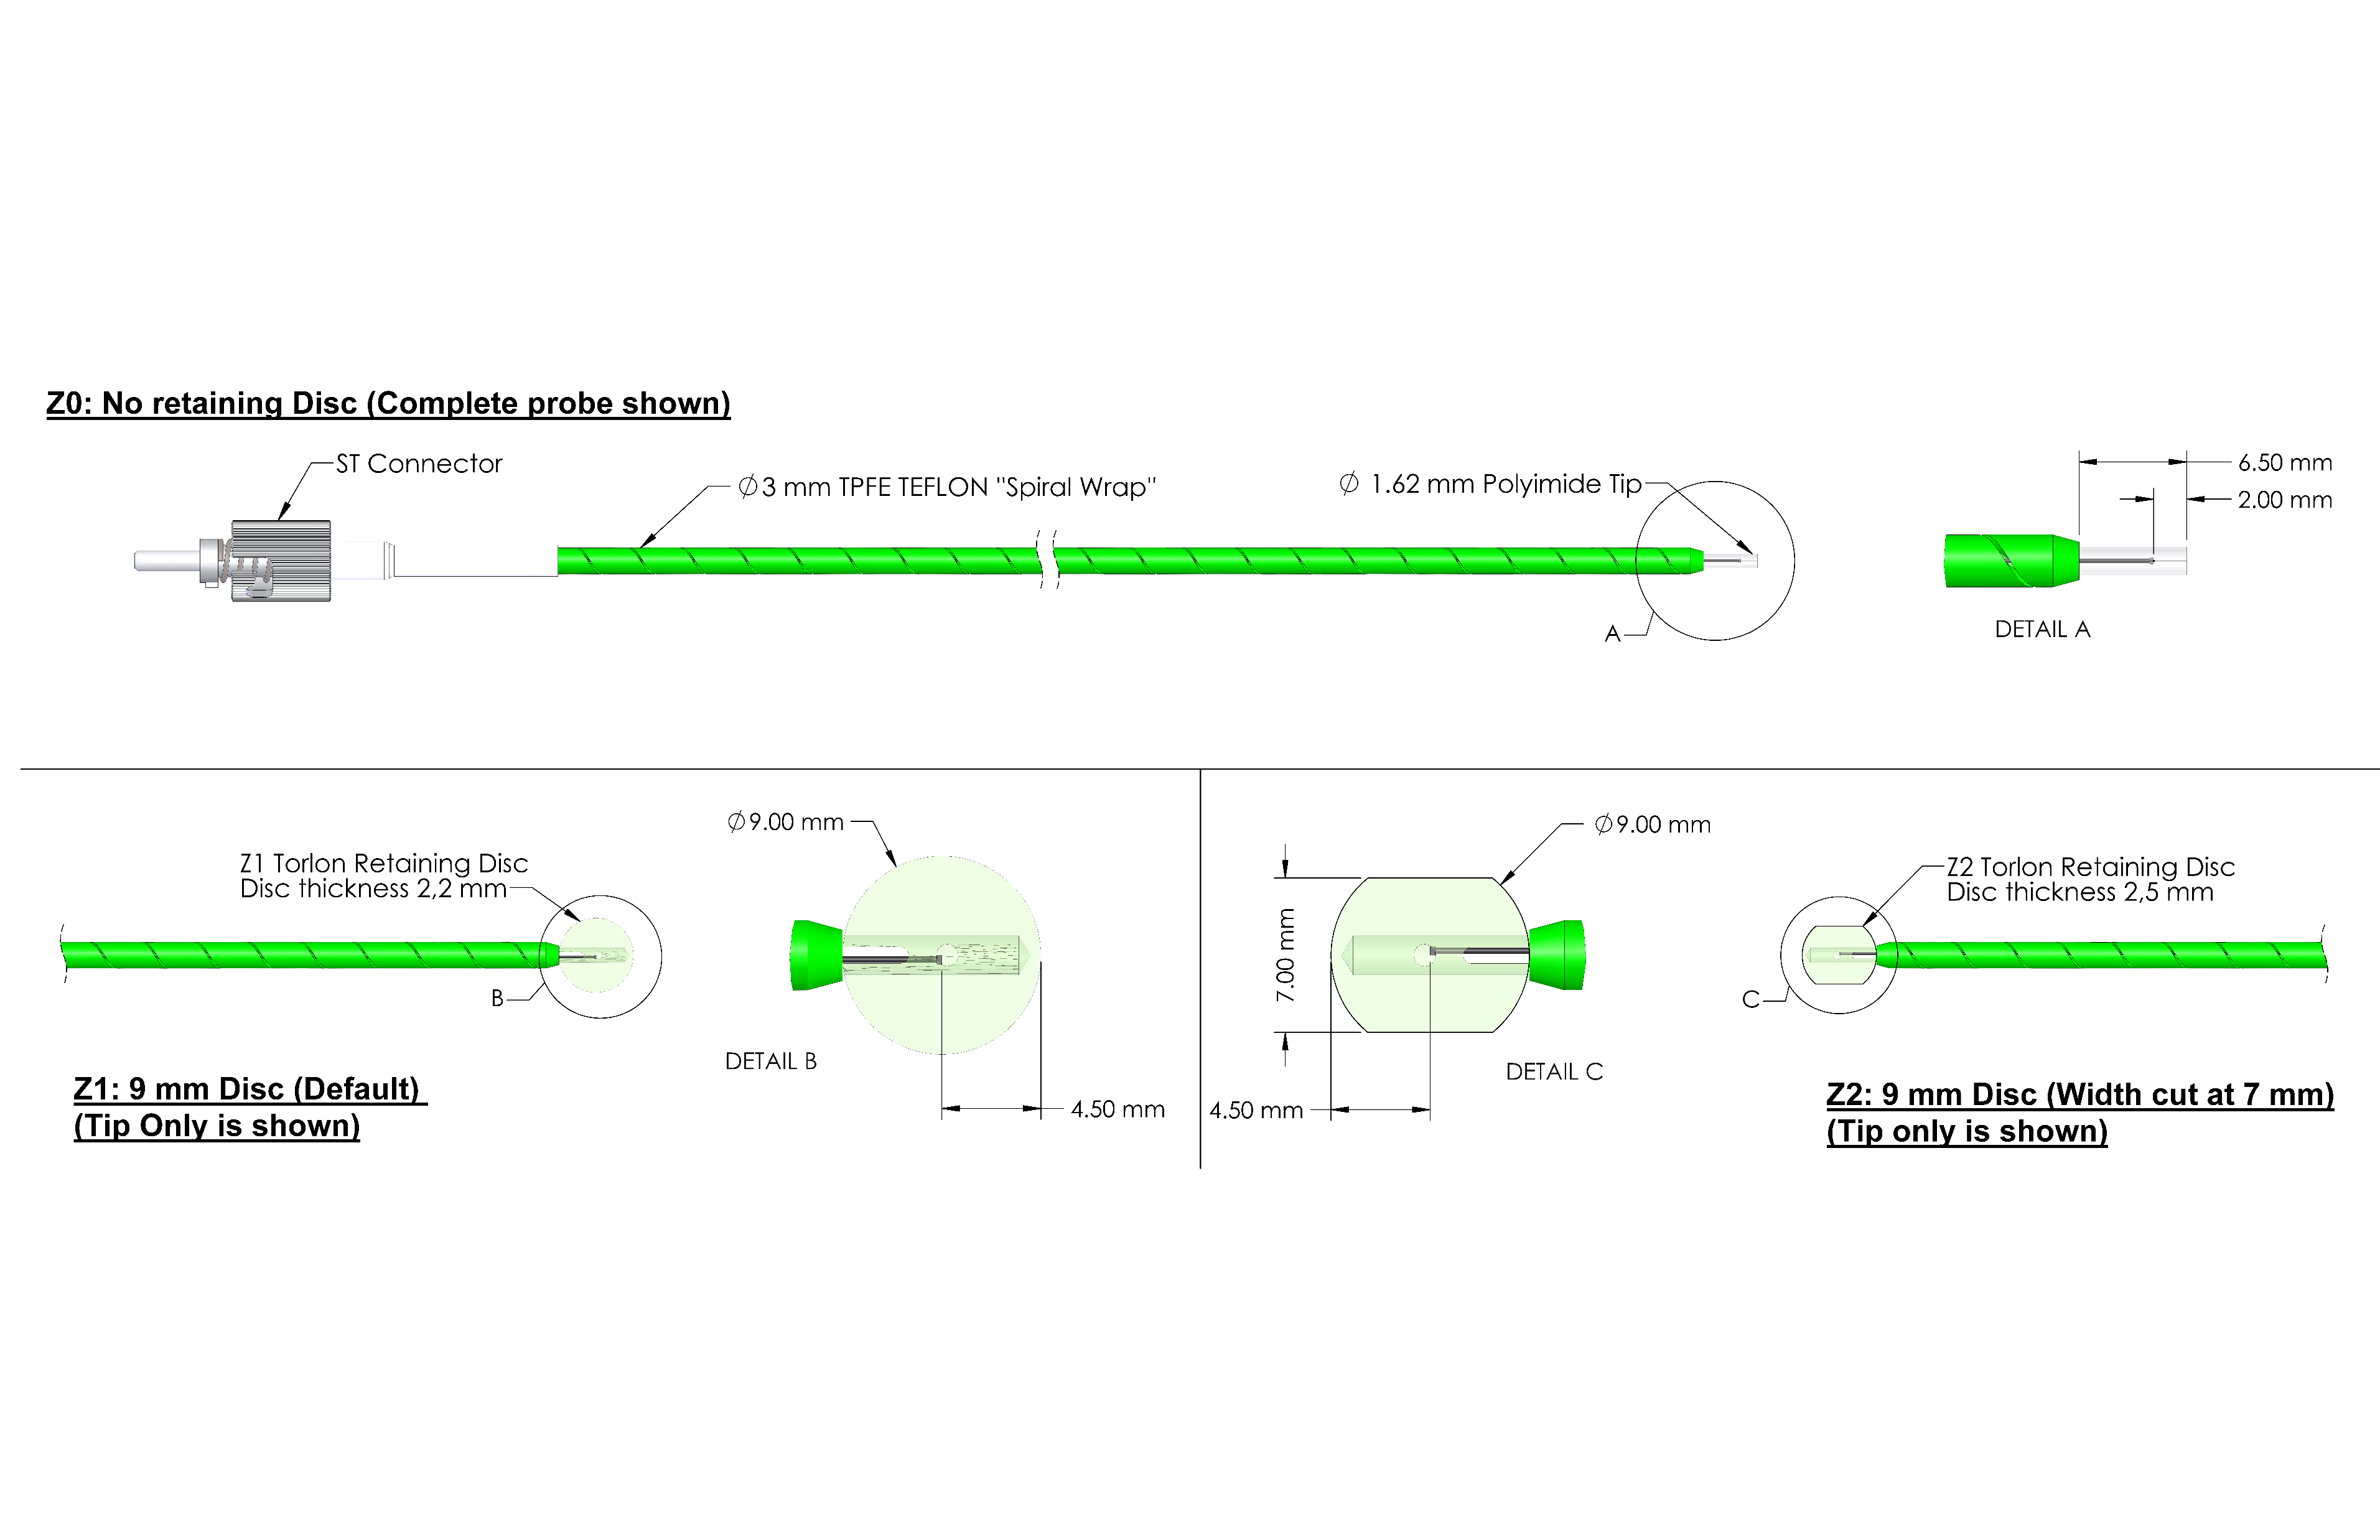 Z0: No retaining Disc (Complete probe shown)
ST Connector
∅3 mm TPFE TEFLON "Spiral Wrap"
∅ 1.62 mm Polyimide Tip
6.50 mm
2.00 mm
A
DETAIL A
∅9.00 mm
∅9.00 mm
Z1 Torlon Retaining Disc
Disc thickness 2,2 mm
Z2 Torlon Retaining Disc
Disc thickness 2,5 mm
7.00 mm
B
C
DETAIL B
DETAIL C
4.50 mm
4.50 mm
Z1: 9 mm Disc (Default)
(Tip Only is shown)
Z2: 9 mm Disc (Width cut at 7 mm)
(Tip only is shown)